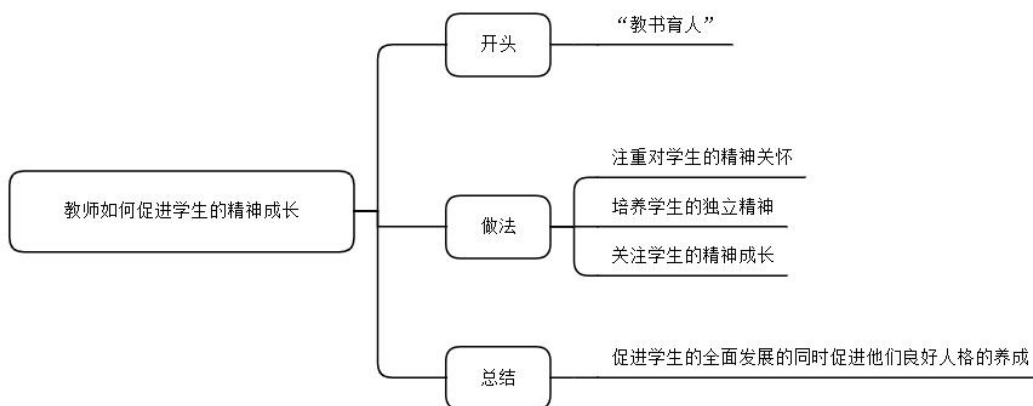 教师如何促进学生的精神成长
开头
“教书育人”
做法
注重对学生的精神关怀
培养学生的独立精神
关注学生的精神成长
总结
促进学生的全面发展的同时促进他们良好人格的养成